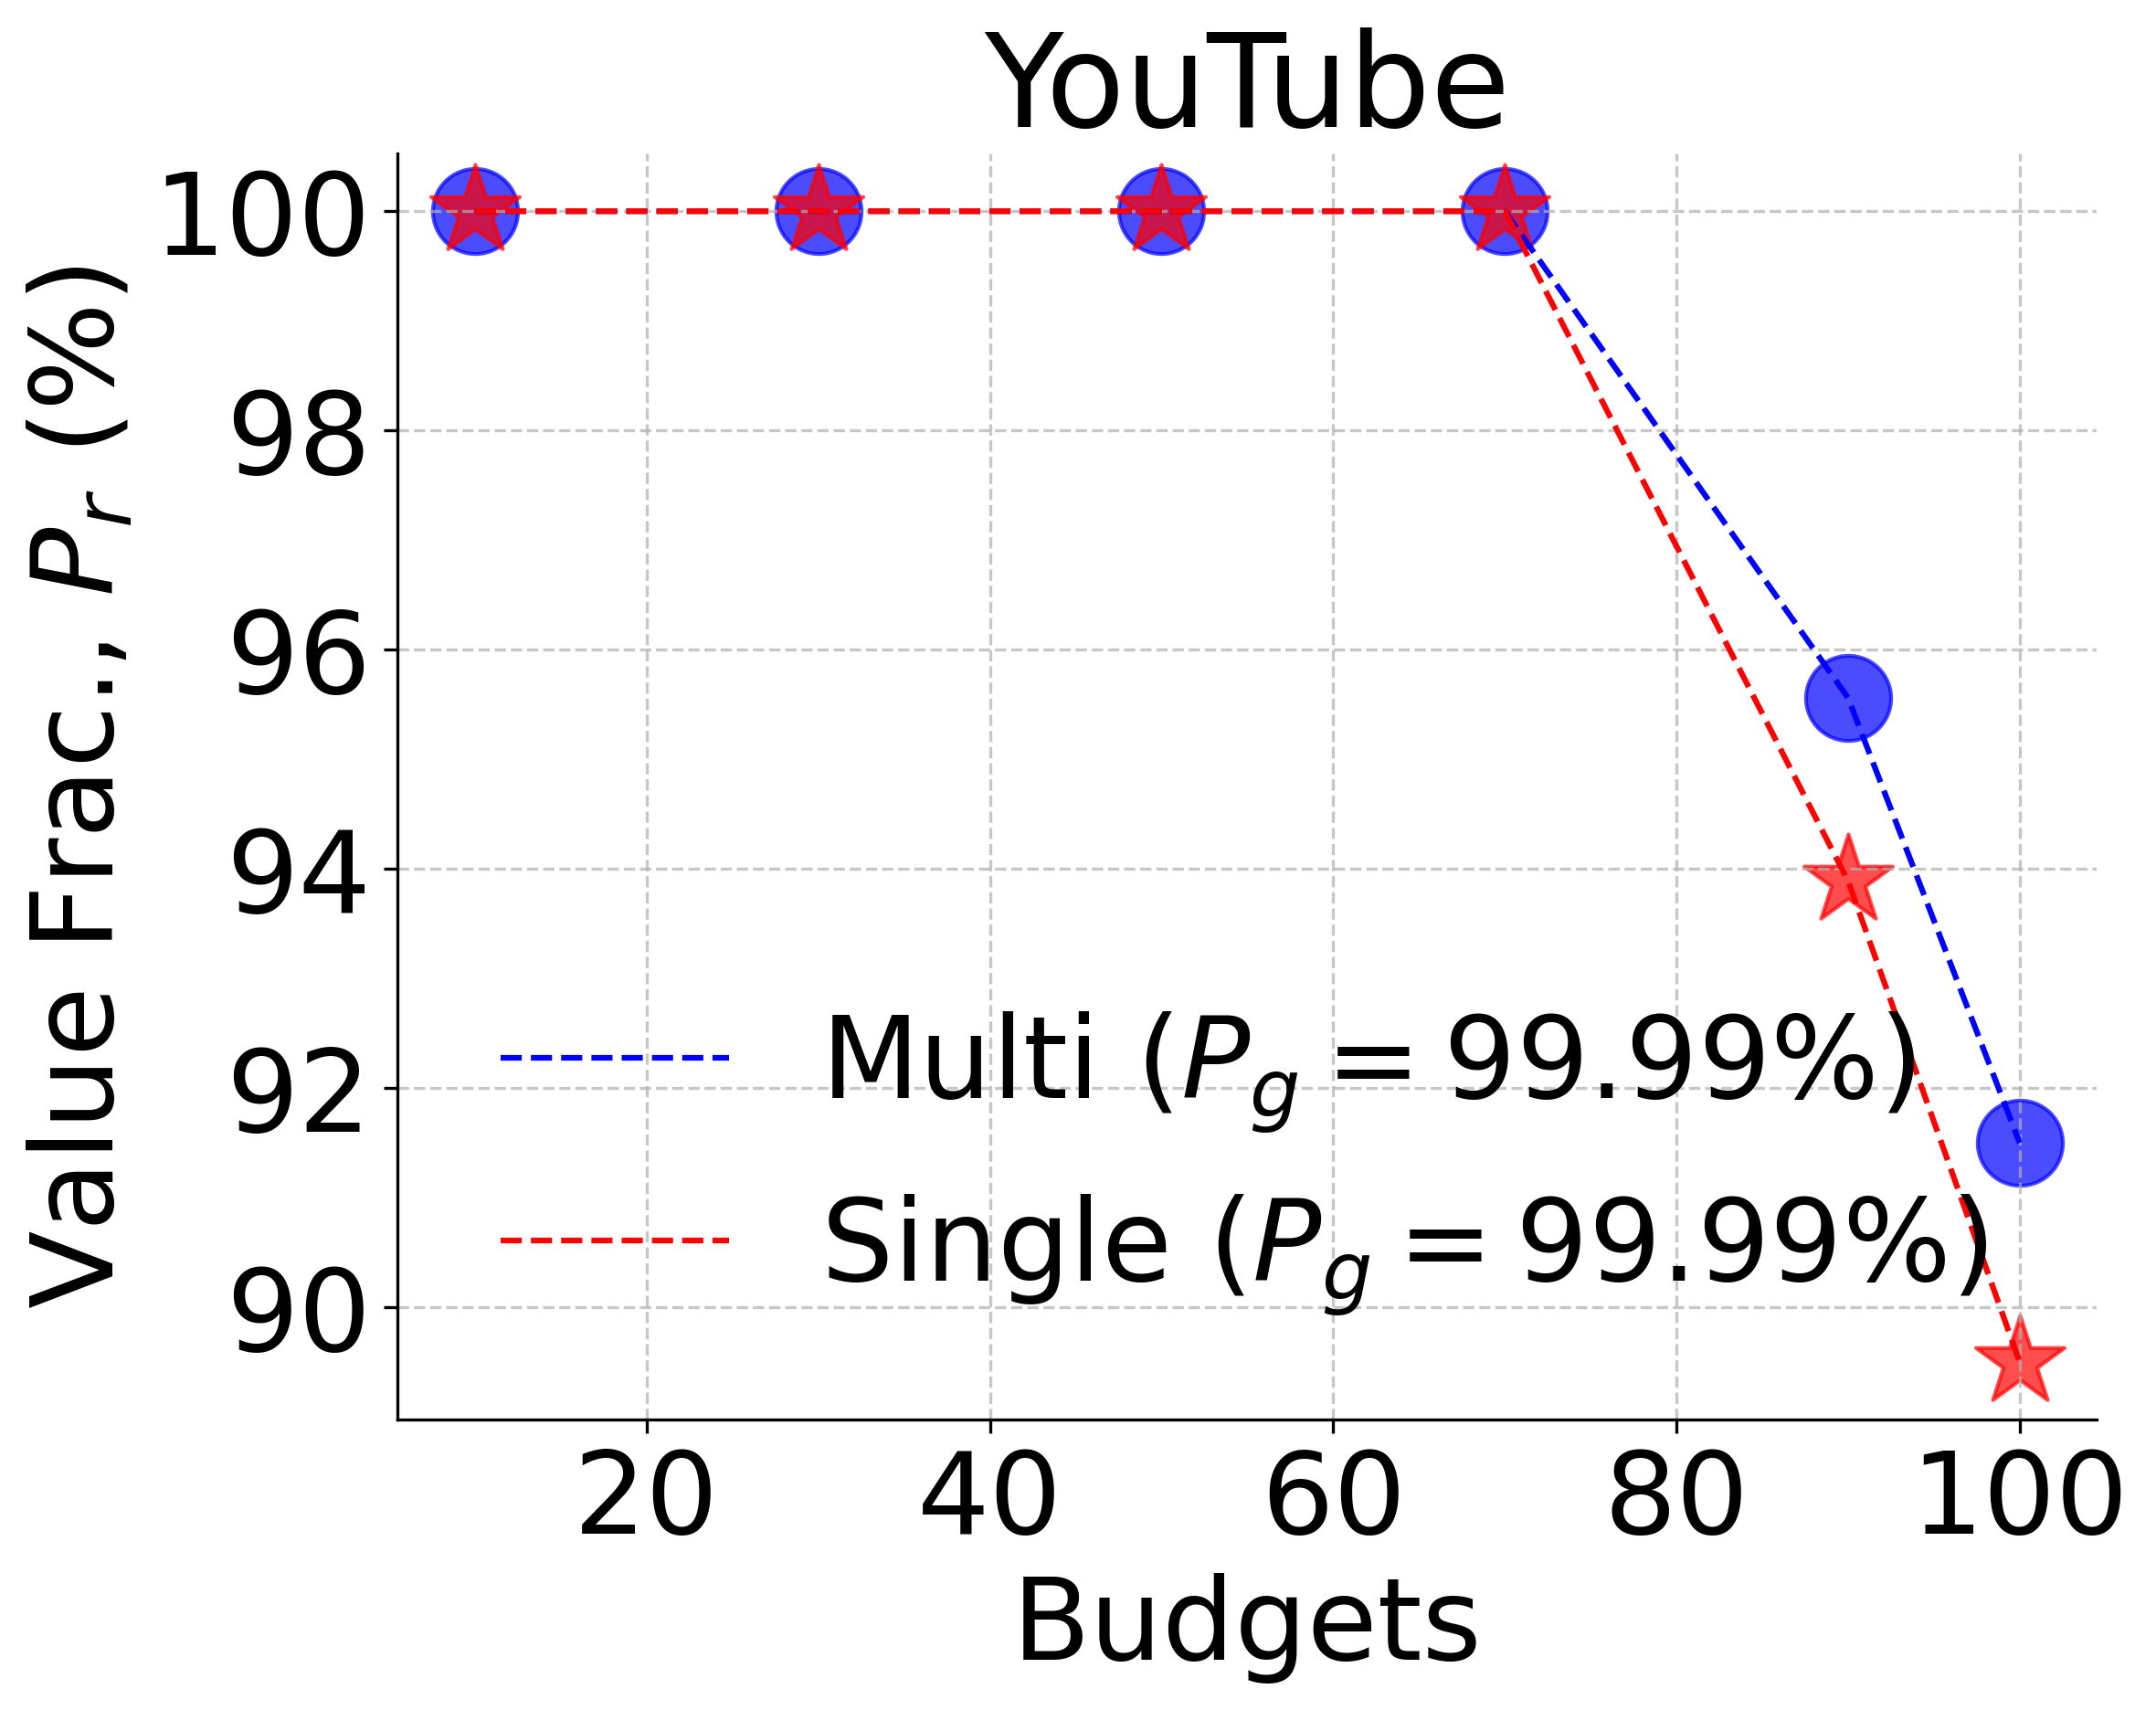 YouTube
Value Frac., P_r (%)
100
98
96
94
92
90
Multi (P_g = 99.99%)
Single (P_g = 99.99%)
20 40 60 80 100
Budgets